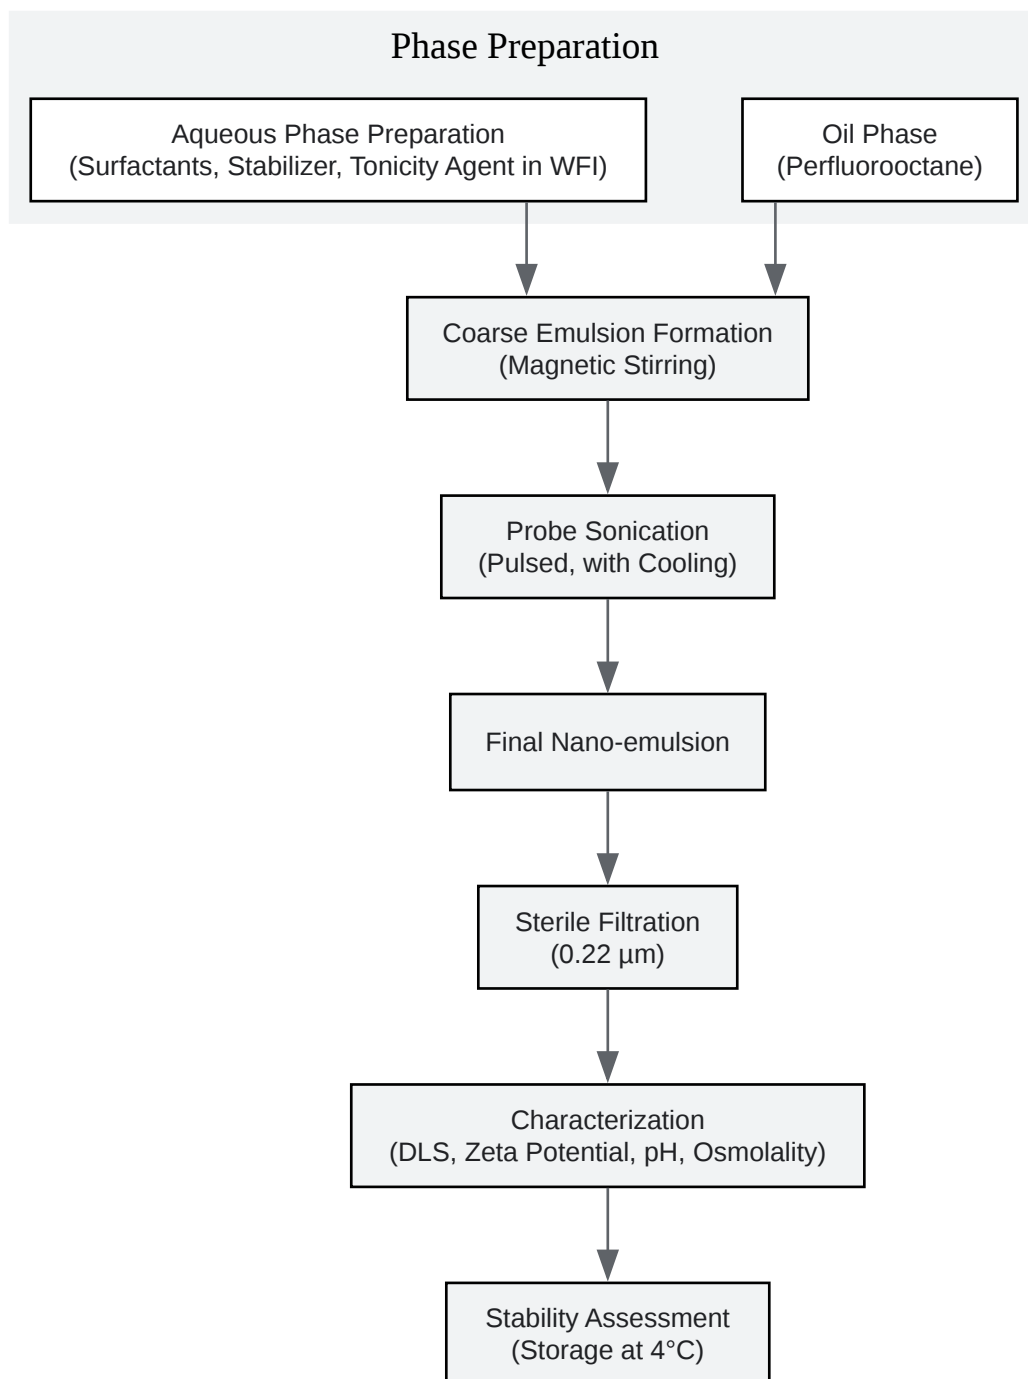 Phase Preparation
Aqueous Phase Preparation
(Surfactants, Stabilizer, Tonicity Agent in WFI)
Oil Phase
(Perfluorooctane)
Coarse Emulsion Formation
(Magnetic Stirring)
Probe Sonication
(Pulsed, with Cooling)
Final Nano-emulsion
Sterile Filtration
(0.22 µm)
Characterization
(DLS, Zeta Potential, pH, Osmolality)
Stability Assessment
(Storage at 4°C)